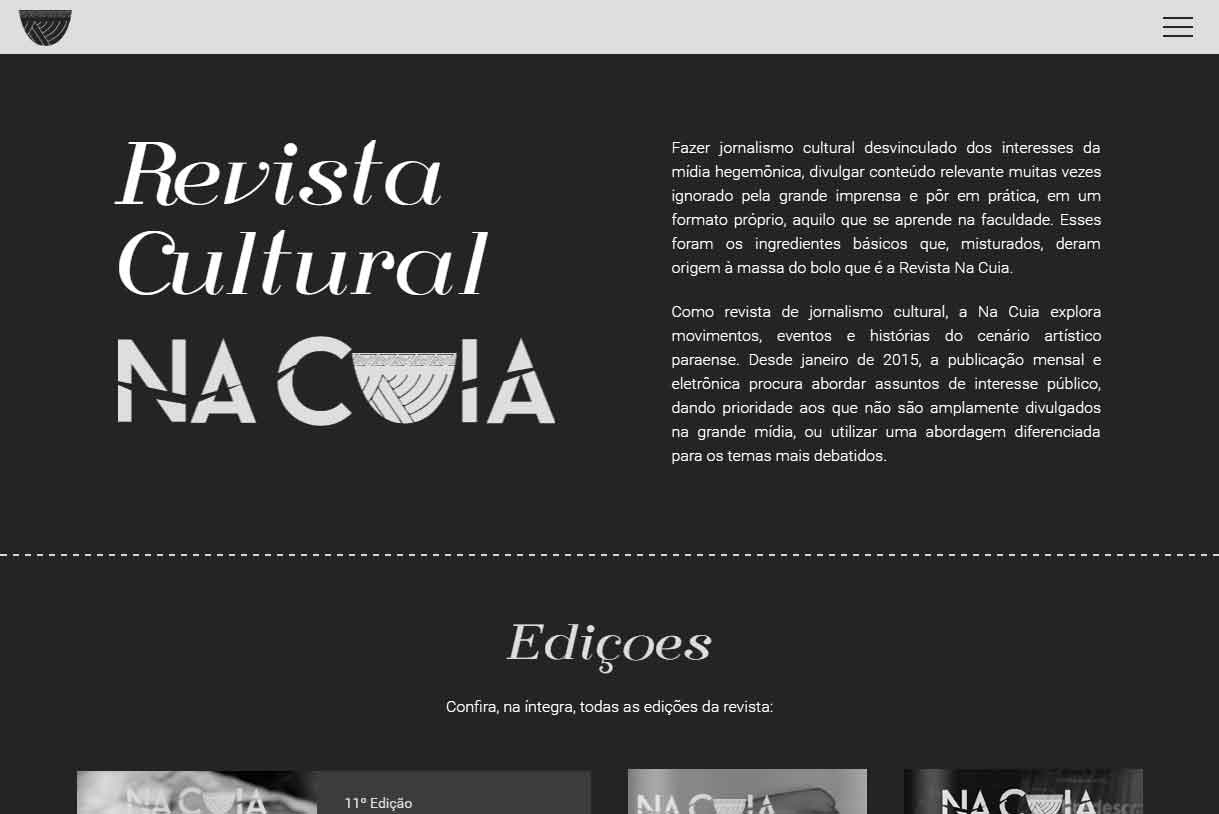 Revista
Cultural
NA CUIA
Fazer jornalismo cultural desvinculado dos interesses da
mídia hegemônica, divulgar conteúdo relevante muitas vezes
ignorado pela grande imprensa e pôr em prática, em um
formato próprio, aquilo que se aprende na faculdade. Esses
foram os ingredientes básicos que, misturados, deram
origem à massa do bolo que é a Revista Na Cuia.
Como revista de jornalismo cultural, a Na Cuia explora
movimentos, eventos e histórias do cenário artístico
paraense. Desde janeiro de 2015, a publicação mensal e
eletrônica procura abordar assuntos de interesse público,
dando prioridade aos que não são amplamente divulgados
na grande mídia, ou utilizar uma abordagem diferenciada
para os temas mais debatidos.
Ediçoes
Confira, na íntegra, todas as edições da revista:
NA CUIA
11º Edição
NA CUIA
NA CUIA